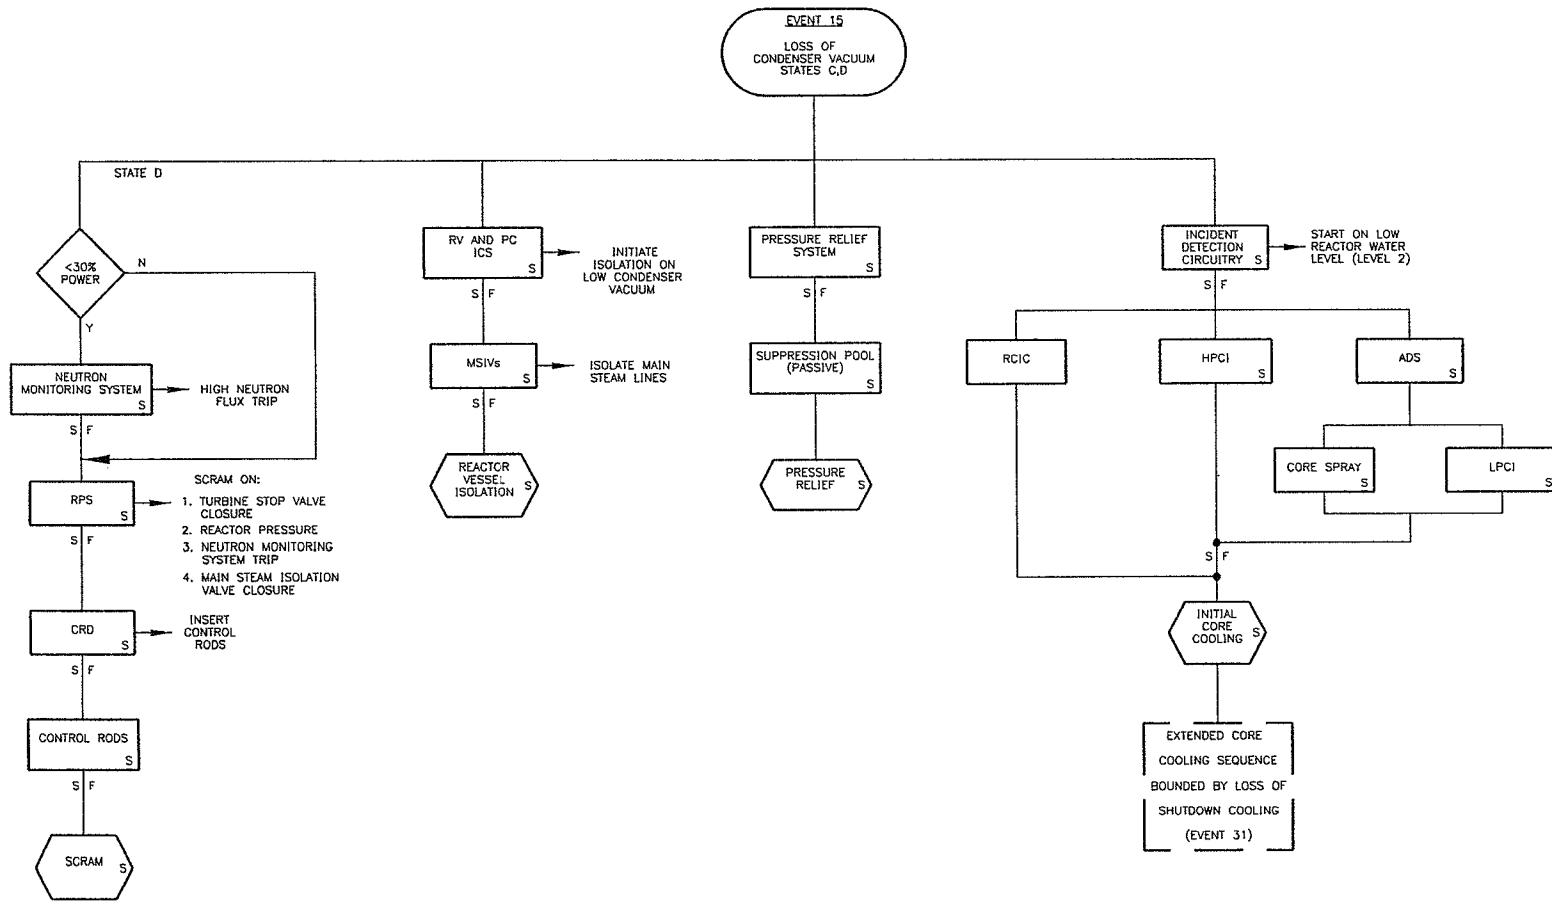 EVENT 15
LOSS OF
CONDENSER VACUUM
STATES C,D
STATE D
<30%
POWER
N
Y
NEUTRON
MONITORING SYSTEM
S
HIGH NEUTRON
FLUX TRIP
S F
RPS
S
SCRAM ON:
1. TURBINE STOP VALVE
CLOSURE
2. REACTOR PRESSURE
3. NEUTRON MONITORING
SYSTEM TRIP
4. MAIN STEAM ISOLATION
VALVE CLOSURE
S F
CRD
S
INSERT
CONTROL
RODS
S F
CONTROL RODS
S
S F
SCRAM
S
RV AND PC
ICS
S
INITIATE
ISOLATION ON
LOW CONDENSER
VACUUM
S F
MSIVs
S
ISOLATE MAIN
STEAM LINES
S F
REACTOR
VESSEL
ISOLATION
S
PRESSURE RELIEF
SYSTEM
S
S F
SUPPRESSION POOL
(PASSIVE)
S
PRESSURE
RELIEF
S
INCIDENT
DETECTION
CIRCUITRY
S
START ON LOW
REACTOR WATER
LEVEL (LEVEL 2)
S F
RCIC
HPCI
S
ADS
S
CORE SPRAY
S
LPCI
S
S F
INITIAL
CORE
COOLING
S
EXTENDED CORE
COOLING SEQUENCE
BOUNDED BY LOSS OF
SHUTDOWN COOLING
(EVENT 31)